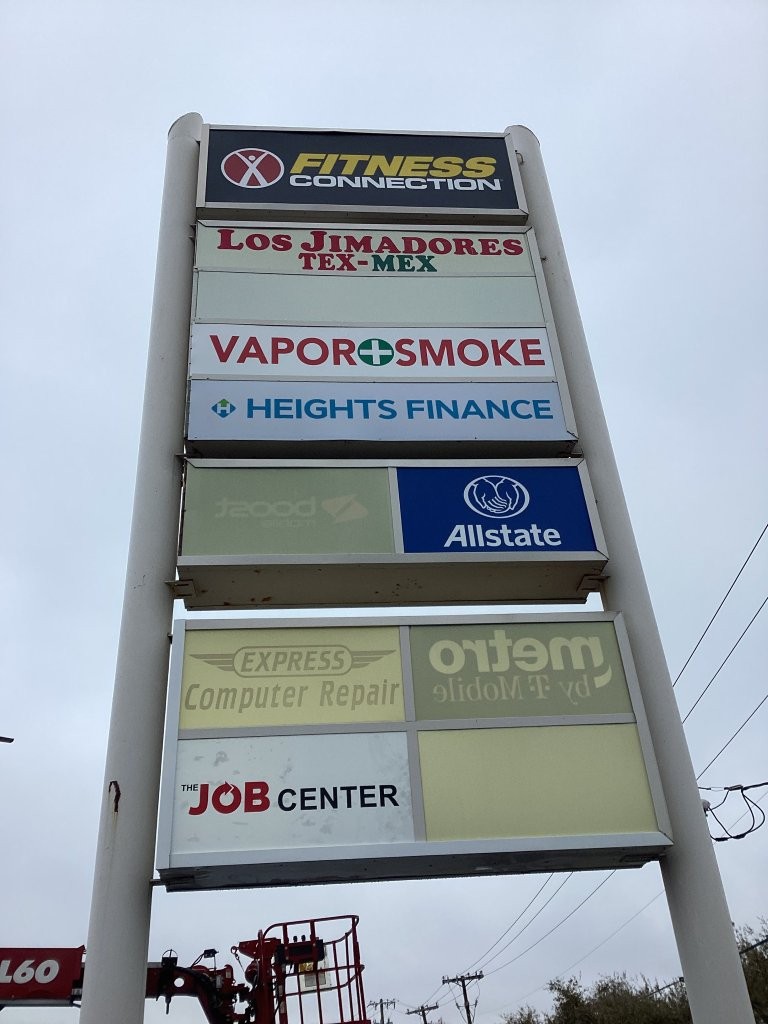 FITNESS
CONNECTION
LOS JIMADORES
TEX-MEX
VAPOR+SMOKE
H HEIGHTS FINANCE
boost
mobile
Allstate
EXPRESS
Computer Repair
metro
by T-Mobile
THE JOB CENTER
L60